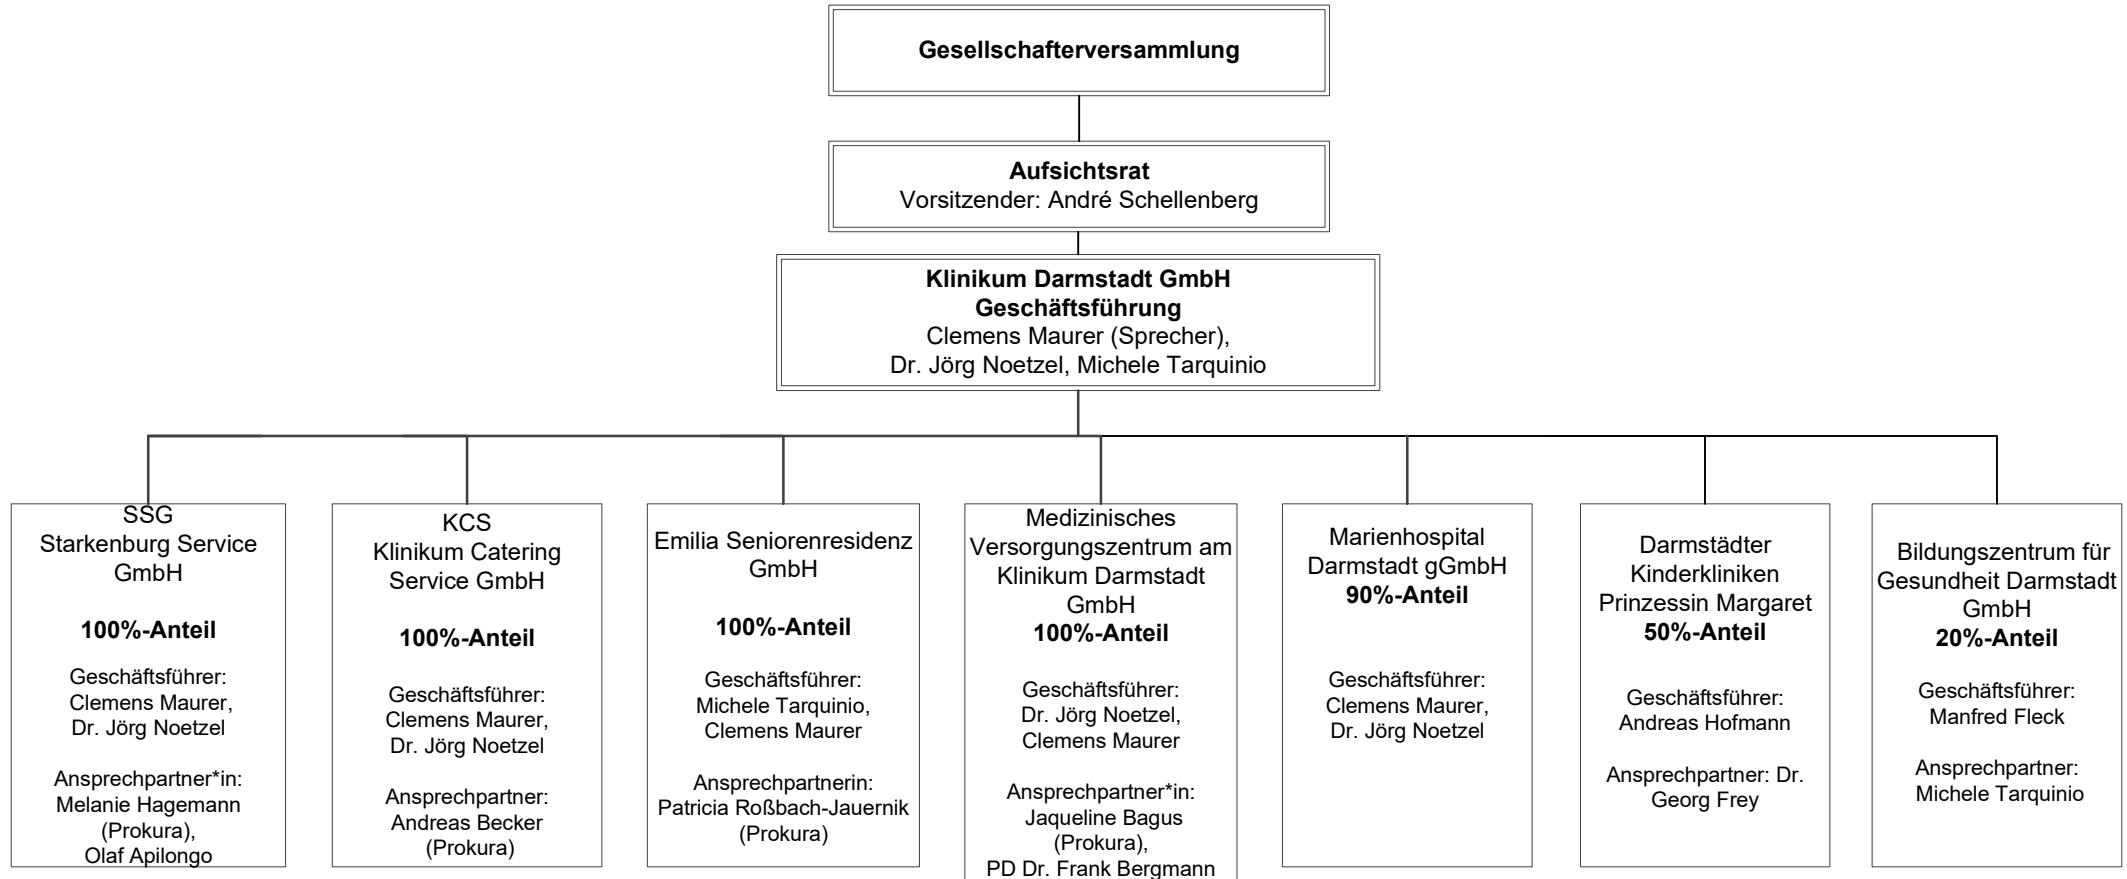 Gesellschafterversammlung
Aufsichtsrat
Vorsitzender: André Schellenberg
Klinikum Darmstadt GmbH
Geschäftsführung
Clemens Maurer (Sprecher),
Dr. Jörg Noetzel, Michele Tarquinio
SSG
Starkenburg Service
GmbH
100%-Anteil
Geschäftsführer:
Clemens Maurer,
Dr. Jörg Noetzel
Ansprechpartner*in:
Melanie Hagemann
(Prokura),
Olaf Apilongo
KCS
Klinikum Catering
Service GmbH
100%-Anteil
Geschäftsführer:
Clemens Maurer,
Dr. Jörg Noetzel
Ansprechpartner:
Andreas Becker
(Prokura)
Emilia Seniorenresidenz
GmbH
100%-Anteil
Geschäftsführer:
Michele Tarquinio,
Clemens Maurer
Ansprechpartnerin:
Patricia Roßbach-Jauernik
(Prokura)
Medizinisches
Versorgungszentrum am
Klinikum Darmstadt
GmbH
100%-Anteil
Geschäftsführer:
Dr. Jörg Noetzel,
Clemens Maurer
Ansprechpartner*in:
Jaqueline Bagus
(Prokura),
PD Dr. Frank Bergmann
Marienhospital
Darmstadt gGmbH
90%-Anteil
Geschäftsführer:
Clemens Maurer,
Dr. Jörg Noetzel
Darmstädter
Kinderkliniken
Prinzessin Margaret
50%-Anteil
Geschäftsführer:
Andreas Hofmann
Ansprechpartner: Dr.
Georg Frey
Bildungszentrum für
Gesundheit Darmstadt
GmbH
20%-Anteil
Geschäftsführer:
Manfred Fleck
Ansprechpartner:
Michele Tarquinio